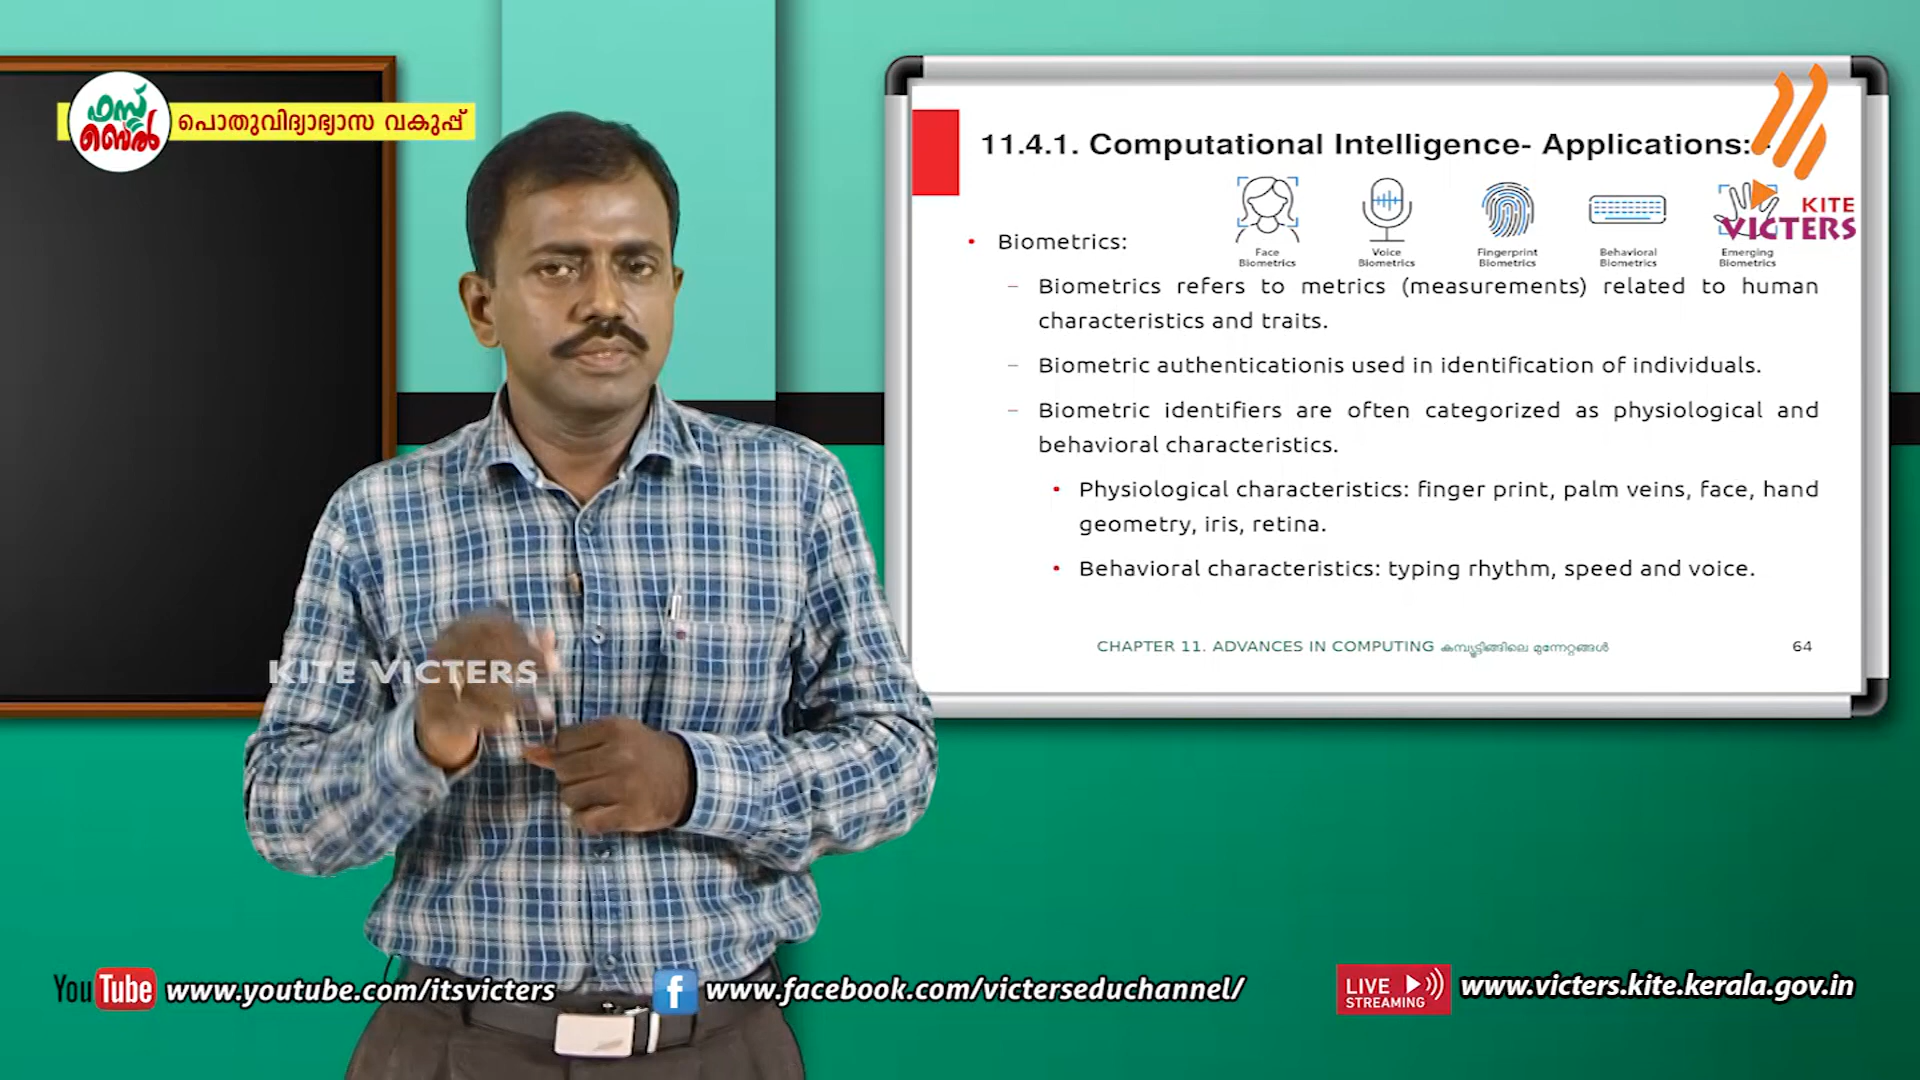 ഫസ്റ്റ്
ബെൽ
പൊതുവിദ്യാഭ്യാസ വകുപ്പ്
11.4.1. Computational Intelligence- Applications:-
KITE
VICTERS
Face
Biometrics
Voice
Biometrics
Fingerprint
Biometrics
Behavioral
Biometrics
Emerging
Biometrics
• Biometrics:
– Biometrics refers to metrics (measurements) related to human
characteristics and traits.
– Biometric authenticationis used in identification of individuals.
– Biometric identifiers are often categorized as physiological and
behavioral characteristics.
• Physiological characteristics: finger print, palm veins, face, hand
geometry, iris, retina.
• Behavioral characteristics: typing rhythm, speed and voice.
CHAPTER 11. ADVANCES IN COMPUTING കമ്പ്യൂട്ടിങ്ങിലെ മുന്നേറ്റങ്ങൾ 64
KITE VICTERS
YouTube www.youtube.com/itsvicters
f www.facebook.com/victerseduchannel/
LIVE
STREAMING
www.victers.kite.kerala.gov.in